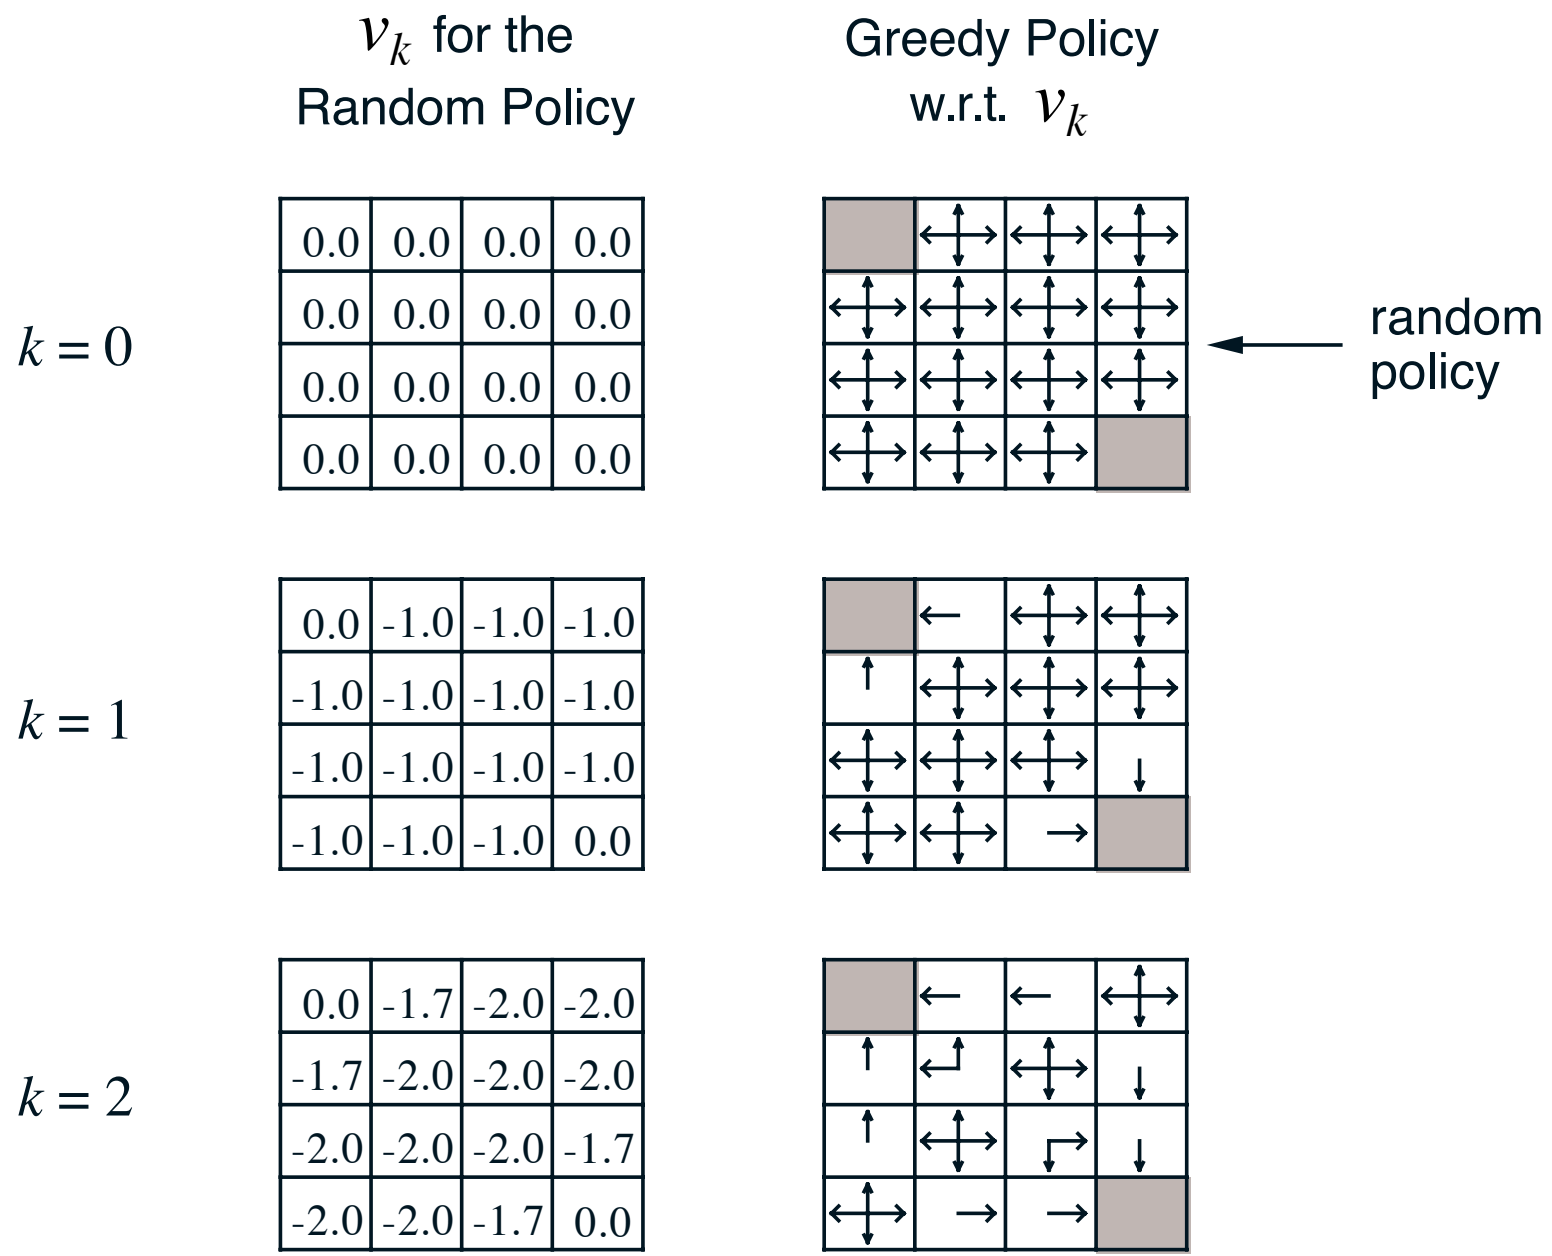 v_k for the
Random Policy
Greedy Policy
w.r.t. v_k
k = 0
0.0 0.0 0.0 0.0
0.0 0.0 0.0 0.0
0.0 0.0 0.0 0.0
0.0 0.0 0.0 0.0
random
policy
k = 1
0.0 -1.0 -1.0 -1.0
-1.0 -1.0 -1.0 -1.0
-1.0 -1.0 -1.0 -1.0
-1.0 -1.0 -1.0 0.0
k = 2
0.0 -1.7 -2.0 -2.0
-1.7 -2.0 -2.0 -2.0
-2.0 -2.0 -2.0 -1.7
-2.0 -2.0 -1.7 0.0